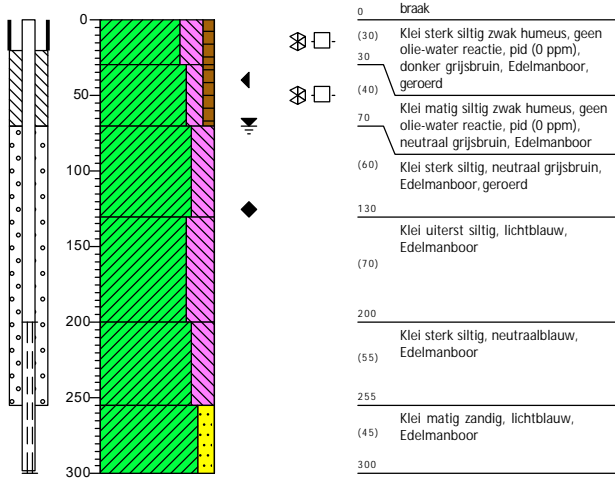 0
50
100
150
200
250
300
0
braak
(30)
Klei sterk siltig zwak humeus, geen
olie-water reactie, pid (0 ppm),
donker grijsbruin, Edelmanboor,
geroerd
30
(40)
Klei matig siltig zwak humeus, geen
olie-water reactie, pid (0 ppm),
neutraal grijsbruin, Edelmanboor
70
(60)
Klei sterk siltig, neutraal grijsbruin,
Edelmanboor, geroerd
130
Klei uiterst siltig, lichtblauw,
Edelmanboor
(70)
200
Klei sterk siltig, neutraalblauw,
Edelmanboor
(55)
255
Klei matig zandig, lichtblauw,
Edelmanboor
(45)
300